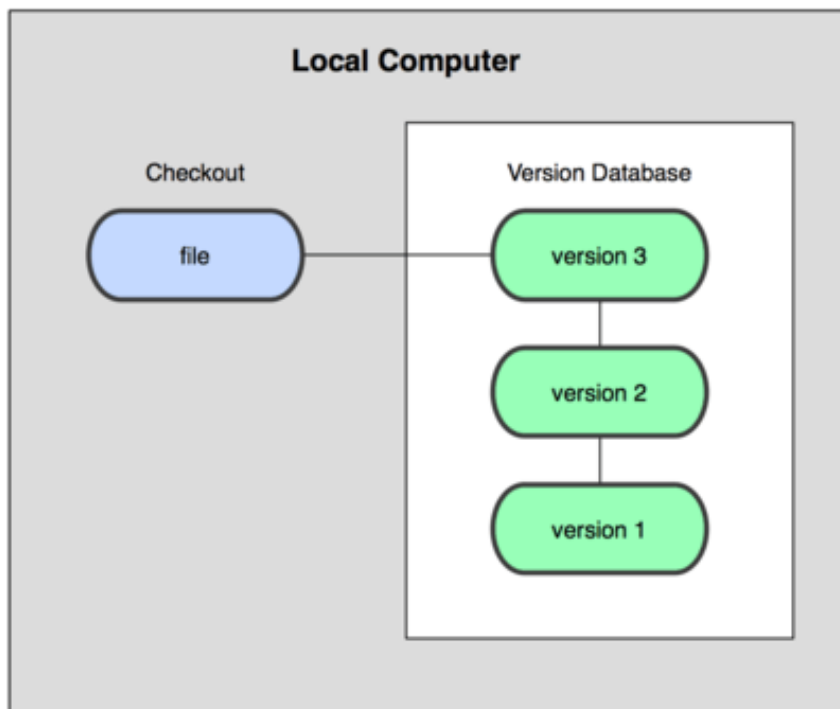 Local Computer
Checkout
Version Database
file
version 3
version 2
version 1